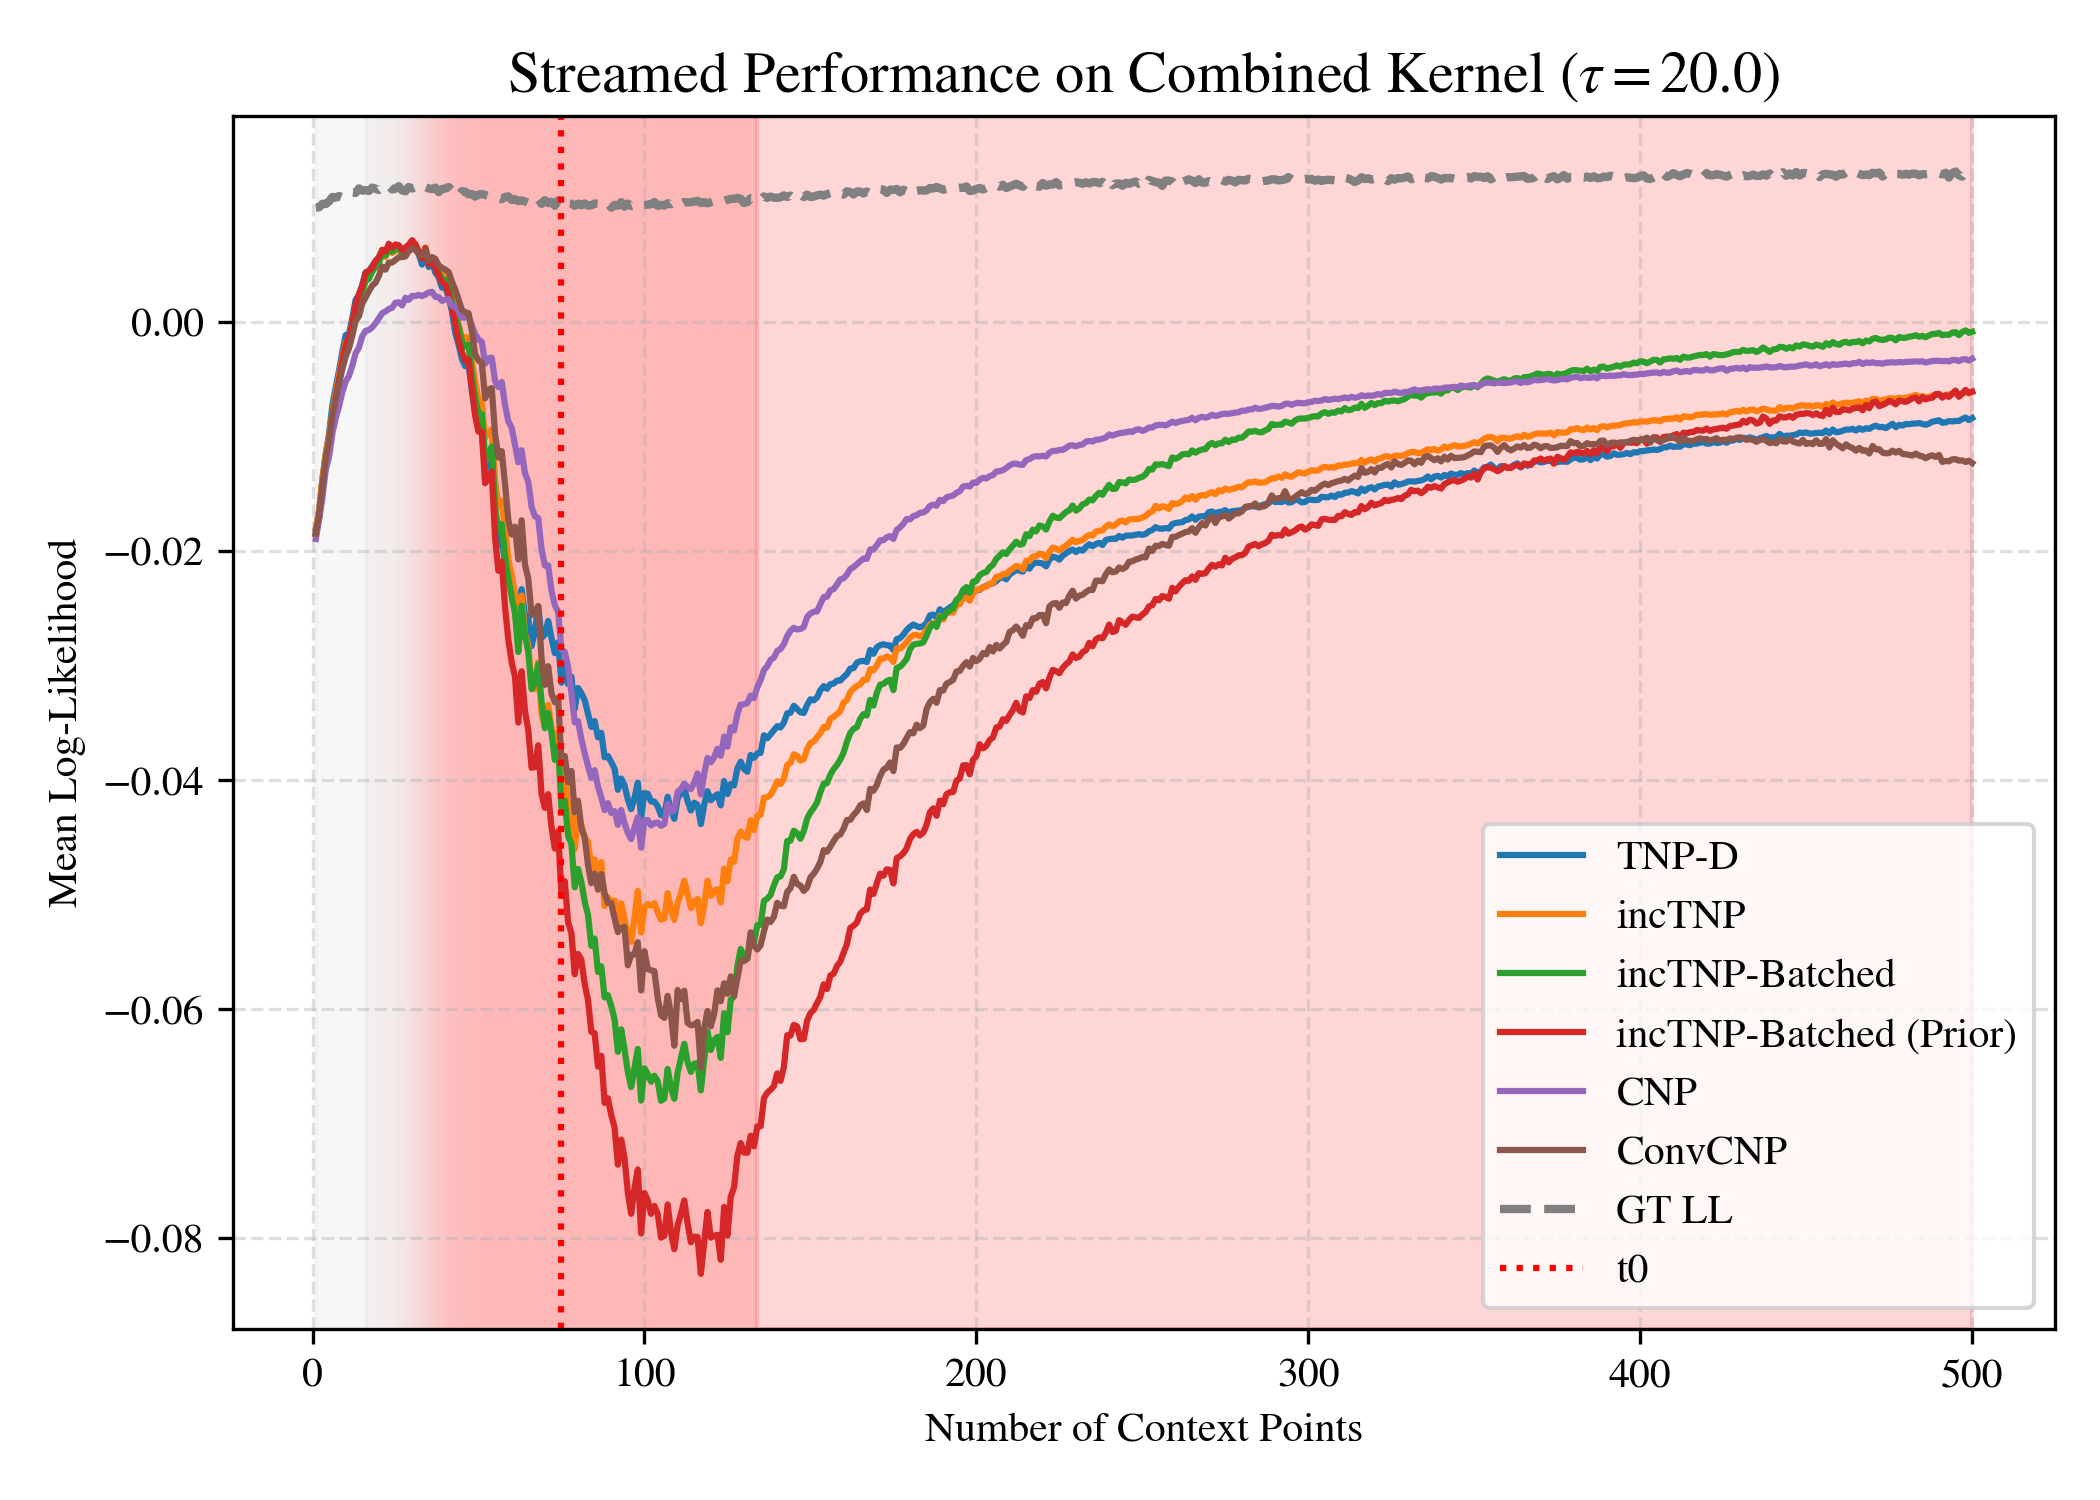 Streamed Performance on Combined Kernel (τ = 20.0)
Mean Log-Likelihood
0.00
−0.02
−0.04
−0.06
−0.08
TNP-D
incTNP
incTNP-Batched
incTNP-Batched (Prior)
CNP
ConvCNP
GT LL
t0
0 100 200 300 400 500
Number of Context Points